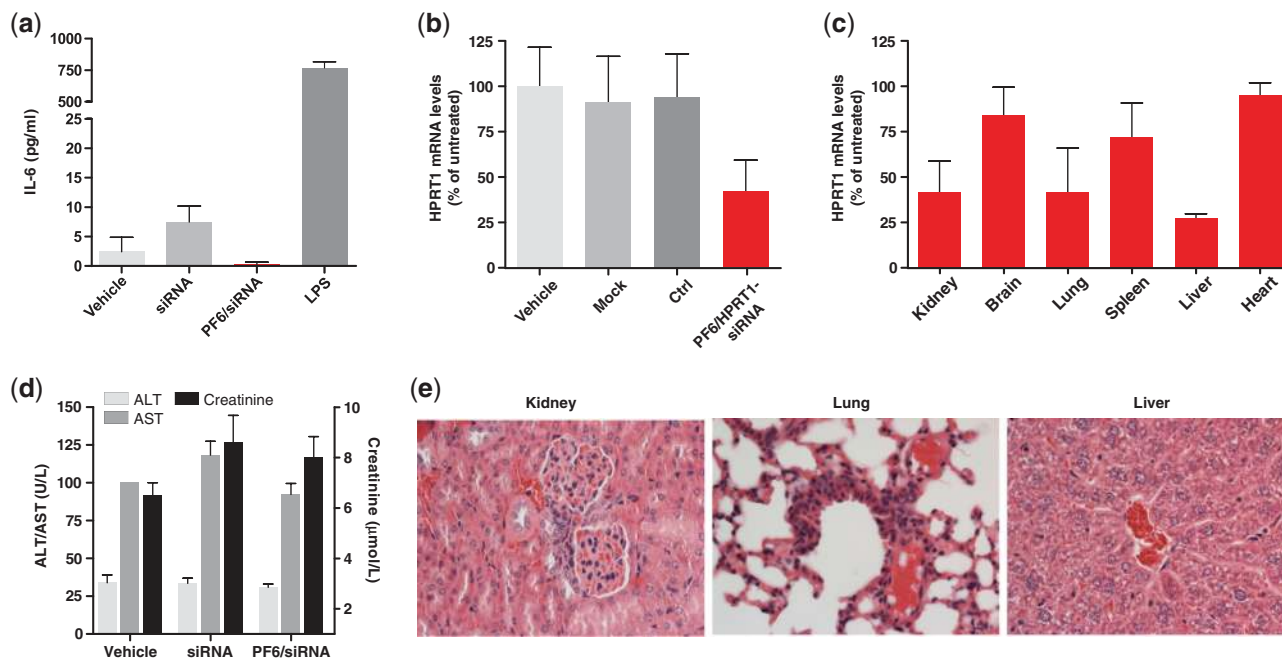 (a)
IL-6 (pg/ml)
1000
750
500
25
20
15
10
5
0
Vehicle
siRNA
PF6/siRNA
LPS
(b)
HPRT1 mRNA levels
(% of untreated)
125
100
75
50
25
0
Vehicle
Mock
Ctrl
PF6/HPRT1-
siRNA
(c)
HPRT1 mRNA levels
(% of untreated)
125
100
75
50
25
0
Kidney
Brain
Lung
Spleen
Liver
Heart
(d)
ALT
AST
Creatinine
ALT/AST (U/L)
150
125
100
75
50
25
0
10
8
6
4
2
Creatinine (μmol/L)
Vehicle
siRNA
PF6/siRNA
(e)
Kidney
Lung
Liver